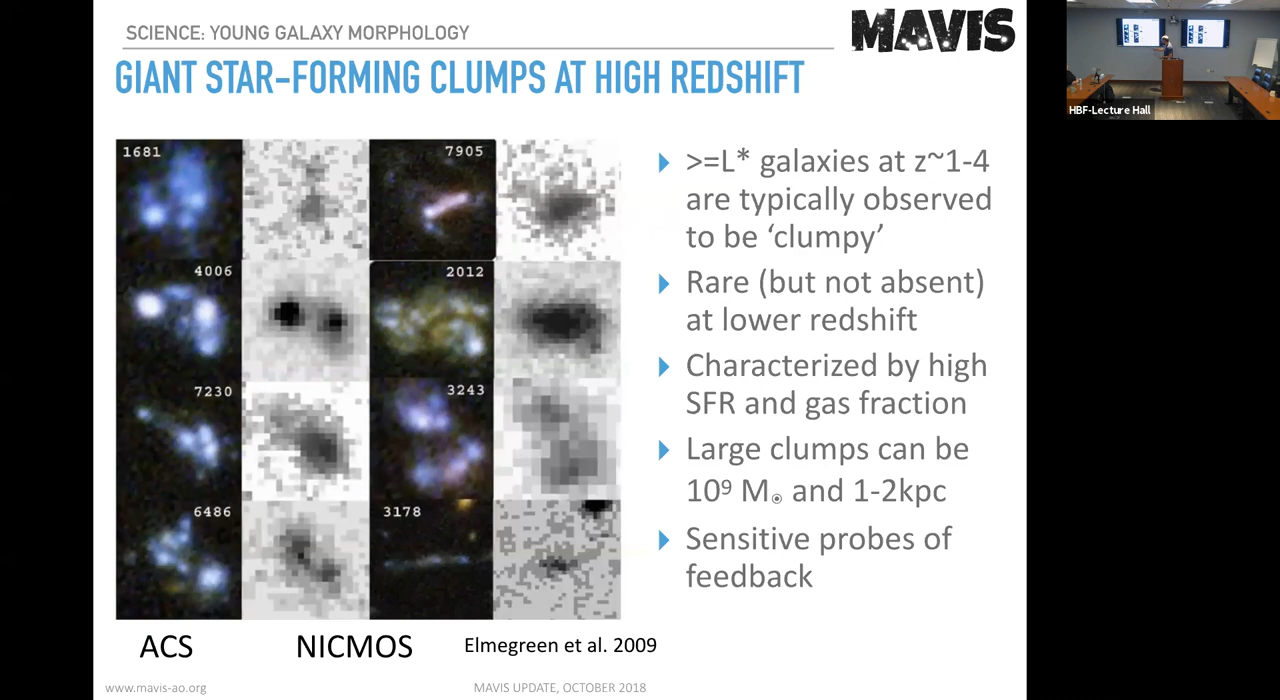 SCIENCE: YOUNG GALAXY MORPHOLOGY
MAVIS
GIANT STAR-FORMING CLUMPS AT HIGH REDSHIFT
HBF-Lecture Hall
1681
7905
4006
2012
7230
3243
6486
3178
>=L* galaxies at z~1-4
are typically observed
to be ‘clumpy’
Rare (but not absent)
at lower redshift
Characterized by high
SFR and gas fraction
Large clumps can be
10⁹ M☉ and 1-2kpc
Sensitive probes of
feedback
ACS
NICMOS
Elmegreen et al. 2009
www.mavis-ao.org
MAVIS UPDATE, OCTOBER 2018